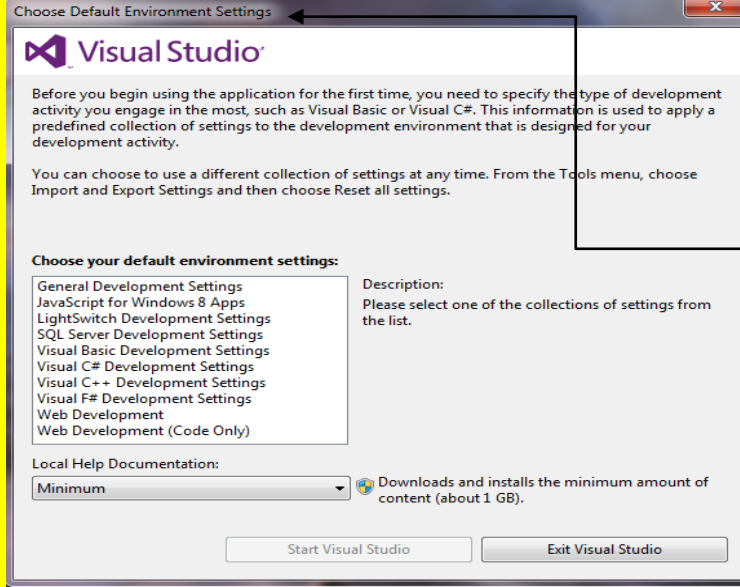 Choose Default Environment Settings
Visual Studio
Before you begin using the application for the first time, you need to specify the type of development
activity you engage in the most, such as Visual Basic or Visual C#. This information is used to apply a
predefined collection of settings to the development environment that is designed for your
development activity.
You can choose to use a different collection of settings at any time. From the Tools menu, choose
Import and Export Settings and then choose Reset all settings.
Choose your default environment settings:
General Development Settings
JavaScript for Windows 8 Apps
LightSwitch Development Settings
SQL Server Development Settings
Visual Basic Development Settings
Visual C# Development Settings
Visual C++ Development Settings
Visual F# Development Settings
Web Development
Web Development (Code Only)
Description:
Please select one of the collections of settings from
the list.
Local Help Documentation:
Minimum
Downloads and installs the minimum amount of
content (about 1 GB).
Start Visual Studio
Exit Visual Studio